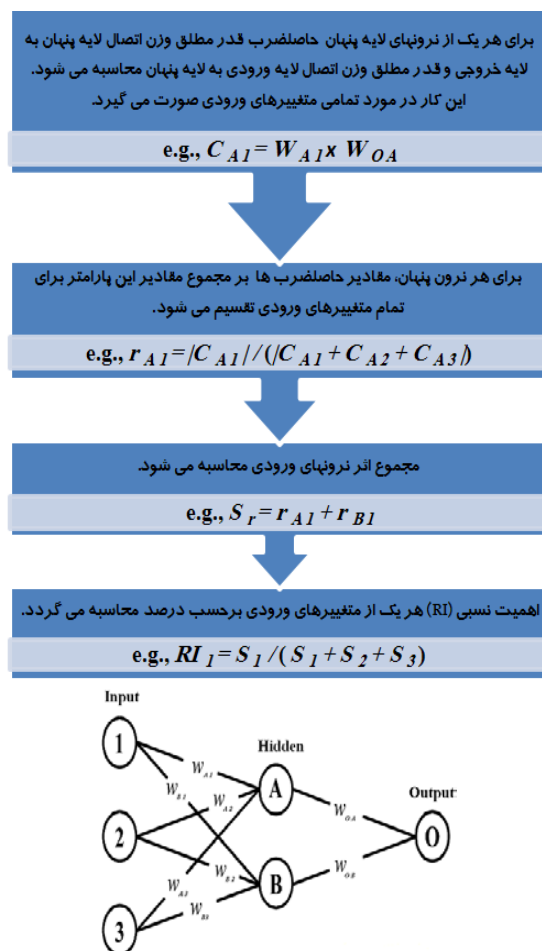 برای هر یک از نرونهای لایه پنهان حاصلضرب قدر مطلق وزن اتصال لایه پنهان به
لایه خروجی و قدر مطلق وزن اتصال لایه ورودی به لایه پنهان محاسبه می شود.
این کار در مورد تمامی متغییرهای ورودی صورت می گیرد.
e.g., C A1 = W A1 x W OA
برای هر نرون پنهان، مقادیر حاصلضرب ها بر مجموع مقادیر این پارامتر برای
تمام متغییرهای ورودی تقسیم می شود.
e.g., r A1 = |C A1| / (|C A1 + C A2 + C A3|)
مجموع اثر نرونهای ورودی محاسبه می شود.
e.g., S r = r A1 + r B1
اهمیت نسبی (RI) هر یک از متغییرهای ورودی برحسب درصد محاسبه می گردد.
e.g., RI 1 = S 1 / ( S 1 + S 2 + S 3 )
Input
Hidden
Output:
1
2
3
A
B
O
W A1
W B1
W A2
W B2
W A3
W B3
W OA
W OB